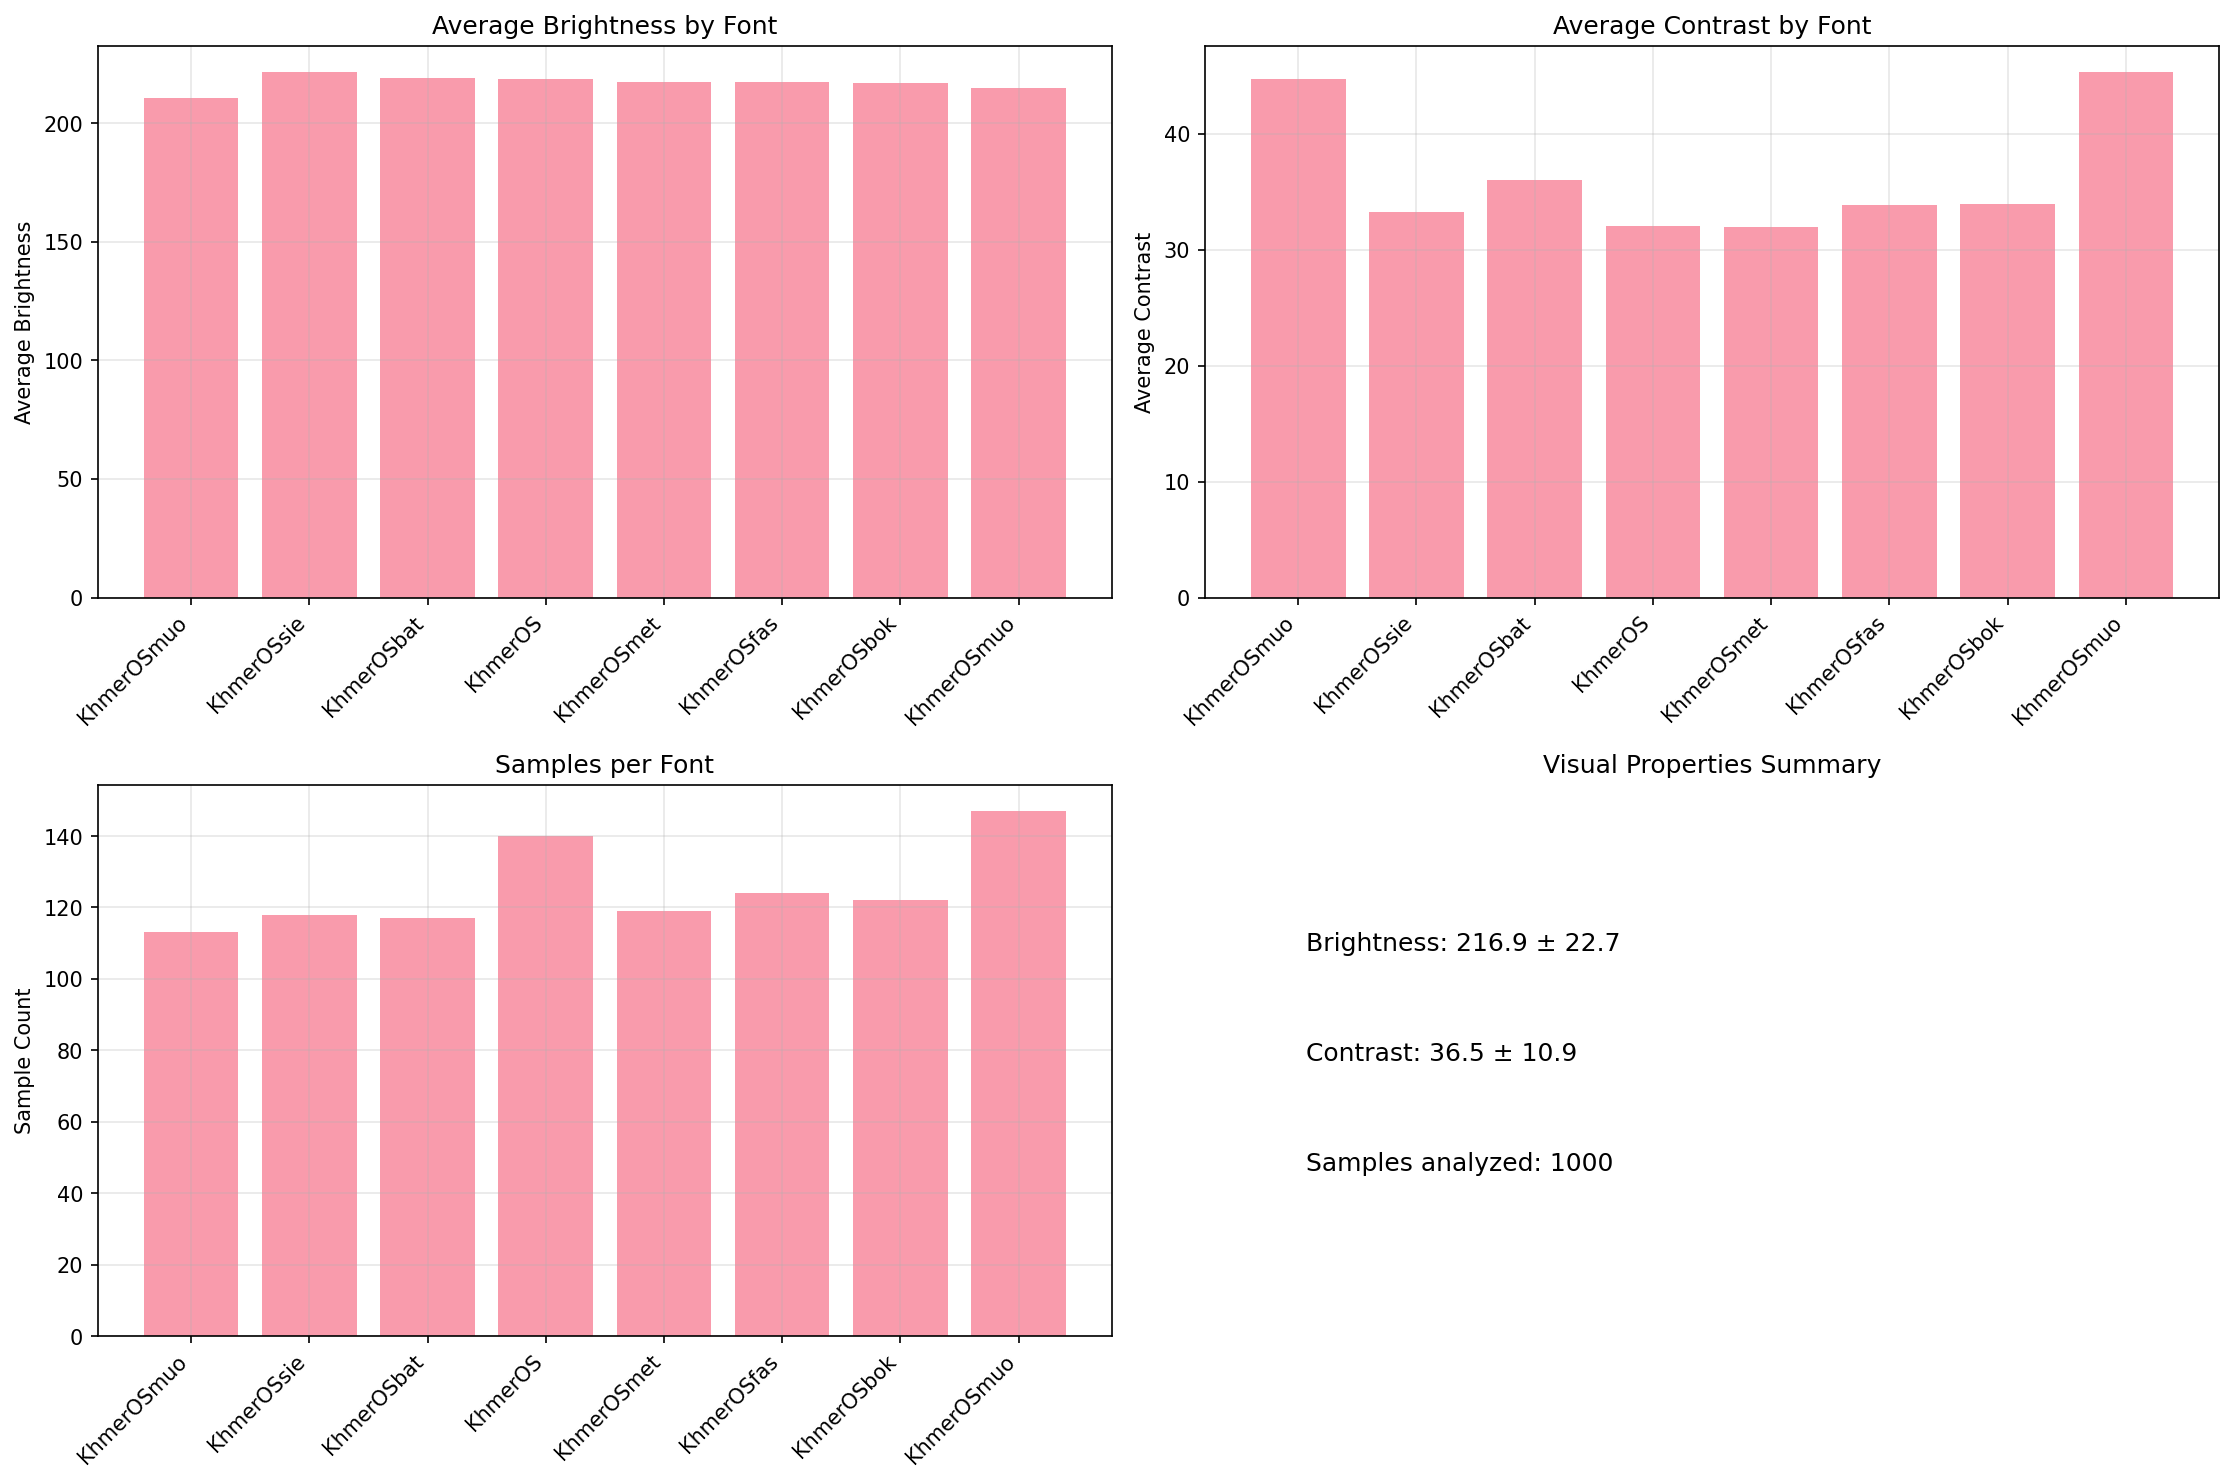 Average Brightness by Font
Average Brightness
200
150
100
50
0
KhmerOSmuo
KhmerOSsie
KhmerOSbat
KhmerOS
KhmerOSmet
KhmerOSfas
KhmerOSbok
KhmerOSmuo
Average Contrast by Font
Average Contrast
40
30
20
10
0
KhmerOSmuo
KhmerOSsie
KhmerOSbat
KhmerOS
KhmerOSmet
KhmerOSfas
KhmerOSbok
KhmerOSmuo
Samples per Font
Sample Count
140
120
100
80
60
40
20
0
KhmerOSmuo
KhmerOSsie
KhmerOSbat
KhmerOS
KhmerOSmet
KhmerOSfas
KhmerOSbok
KhmerOSmuo
Visual Properties Summary
Brightness: 216.9 ± 22.7
Contrast: 36.5 ± 10.9
Samples analyzed: 1000